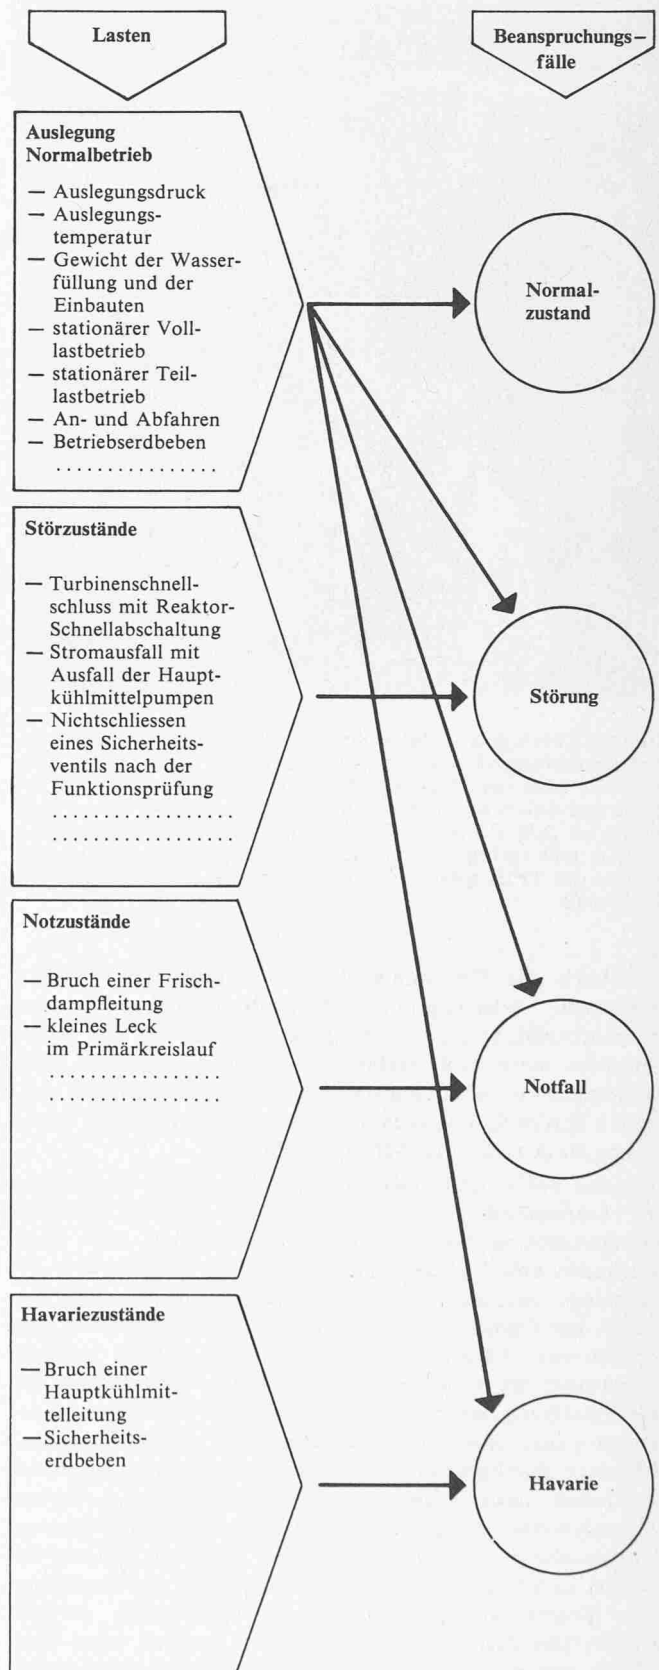 Lasten
Beanspruchungs–
fälle
Auslegung
Normalbetrieb
— Auslegungsdruck
— Auslegungs-
temperatur
— Gewicht der Wasser-
füllung und der
Einbauten
— stationärer Voll-
lastbetrieb
— stationärer Teil-
lastbetrieb
— An- und Abfahren
— Betriebserdbeben
. . . . . . . . . . . . . . . .
Normal-
zustand
Störzustände
— Turbinenschnell-
schluss mit Reaktor-
Schnellabschaltung
— Stromausfall mit
Ausfall der Haupt-
kühlmittelpumpen
— Nichtschliessen
eines Sicherheits-
ventils nach der
Funktionsprüfung
. . . . . . . . . . . . . . . . . .
. . . . . . . . . . . . . . . . . .
Störung
Notzustände
— Bruch einer Frisch-
dampfleitung
— kleines Leck
im Primärkreislauf
. . . . . . . . . . . . . . . . .
. . . . . . . . . . . . . . . . .
Notfall
Havariezustände
— Bruch einer
Hauptkühlmit-
telleitung
— Sicherheits-
erdbeben
Havarie